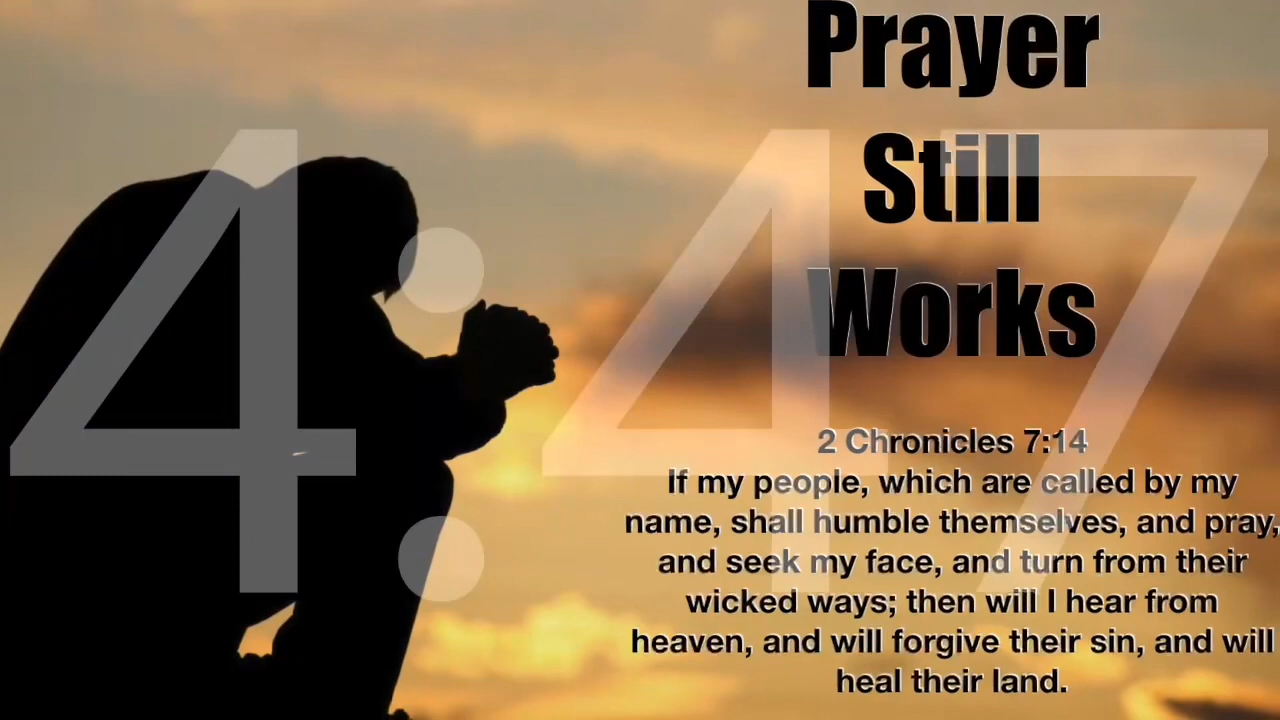 Prayer
Still
Works
4:47
2 Chronicles 7:14
If my people, which are called by my
name, shall humble themselves, and pray,
and seek my face, and turn from their
wicked ways; then will I hear from
heaven, and will forgive their sin, and will
heal their land.